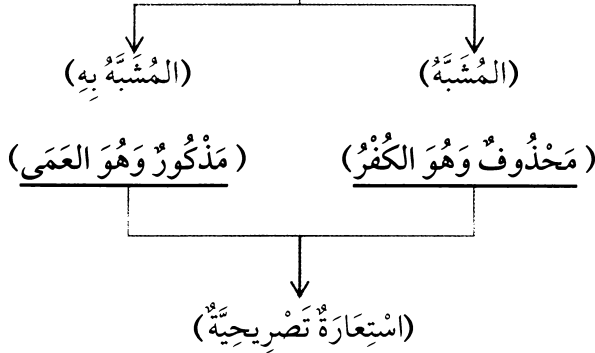 (المُشَبَّهُ)
(المُشَبَّهُ بِهِ)
(مَحْذُوفٌ وَهُوَ الكُفْرُ)
(مَذْكُورٌ وَهُوَ العَمَى)
(اسْتِعَارَةٌ تَصْرِيحِيَّةٌ)